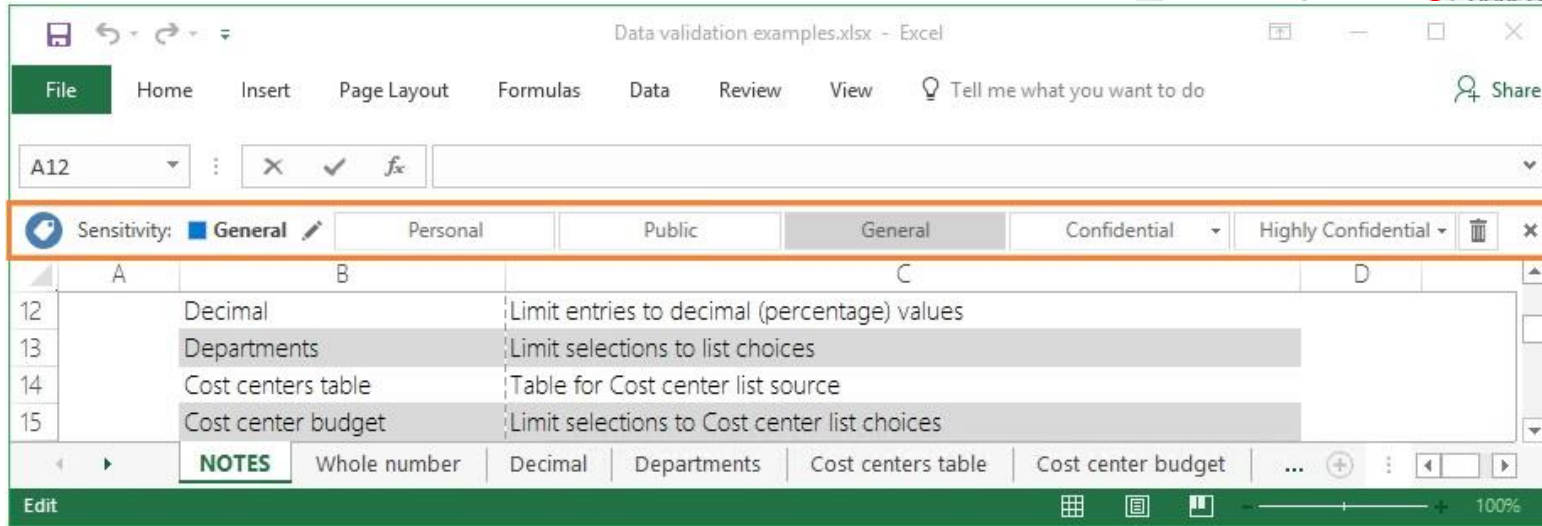 Data validation examples.xlsx - Excel
File Home Insert Page Layout Formulas Data Review View Tell me what you want to do Share
A12 fx
Sensitivity: General Personal Public General Confidential Highly Confidential
A B C D
12 Decimal Limit entries to decimal (percentage) values
13 Departments Limit selections to list choices
14 Cost centers table Table for Cost center list source
15 Cost center budget Limit selections to Cost center list choices
NOTES Whole number Decimal Departments Cost centers table Cost center budget ...
Edit 100%